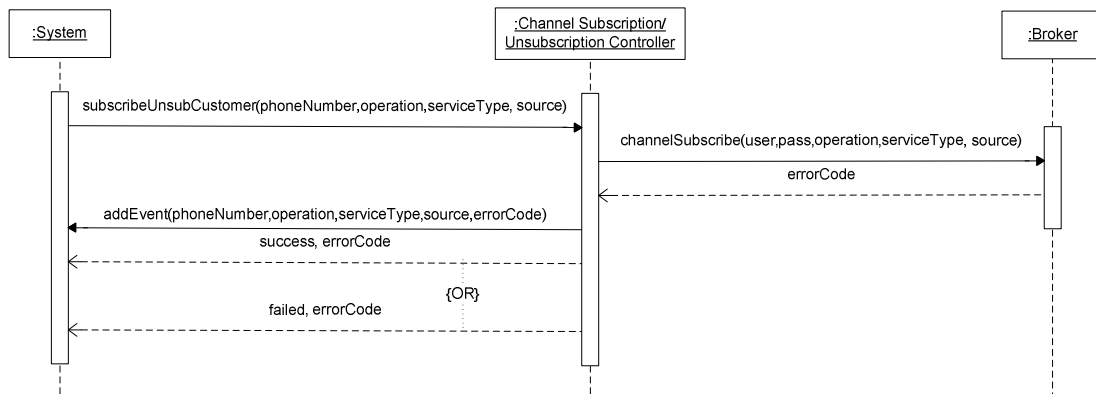 :System
:Channel Subscription/
Unsubscription Controller
:Broker
subscribeUnsubCustomer(phoneNumber,operation,serviceType, source)
channelSubscribe(user,pass,operation,serviceType, source)
errorCode
addEvent(phoneNumber,operation,serviceType,source,errorCode)
success, errorCode
{OR}
failed, errorCode